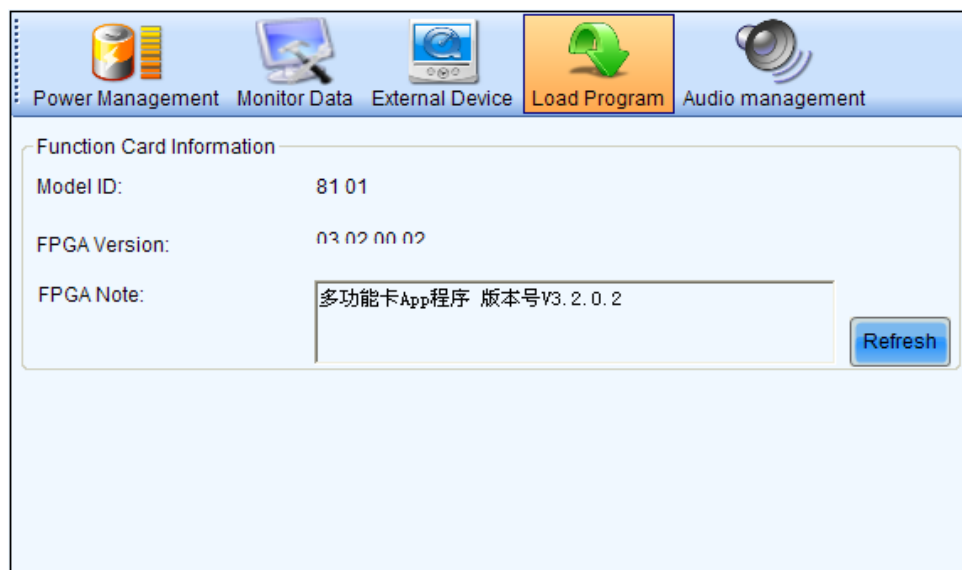 Power Management Monitor Data External Device Load Program Audio management
Function Card Information
Model ID: 81 01
FPGA Version: 03 02 00 02
FPGA Note: 多功能卡App程序 版本号V3.2.0.2
Refresh